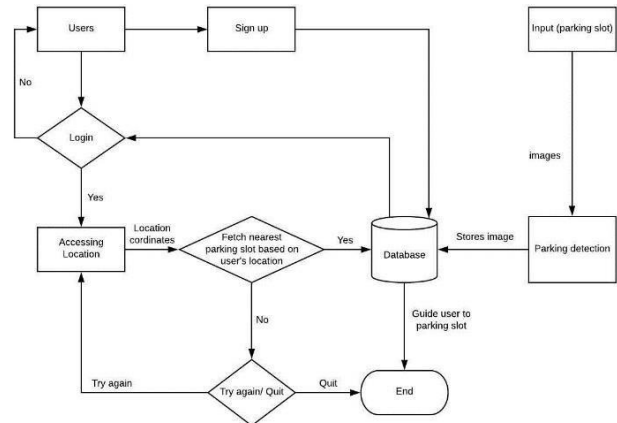 Users
Sign up
Input (parking slot)
No
Login
images
Yes
Location
cordinates
Fetch nearest
parking slot based on
user's location
Yes
Stores image
Accessing
Location
Database
Parking detection
No
Guide user to
parking slot
Try again
Try again/ Quit
Quit
End